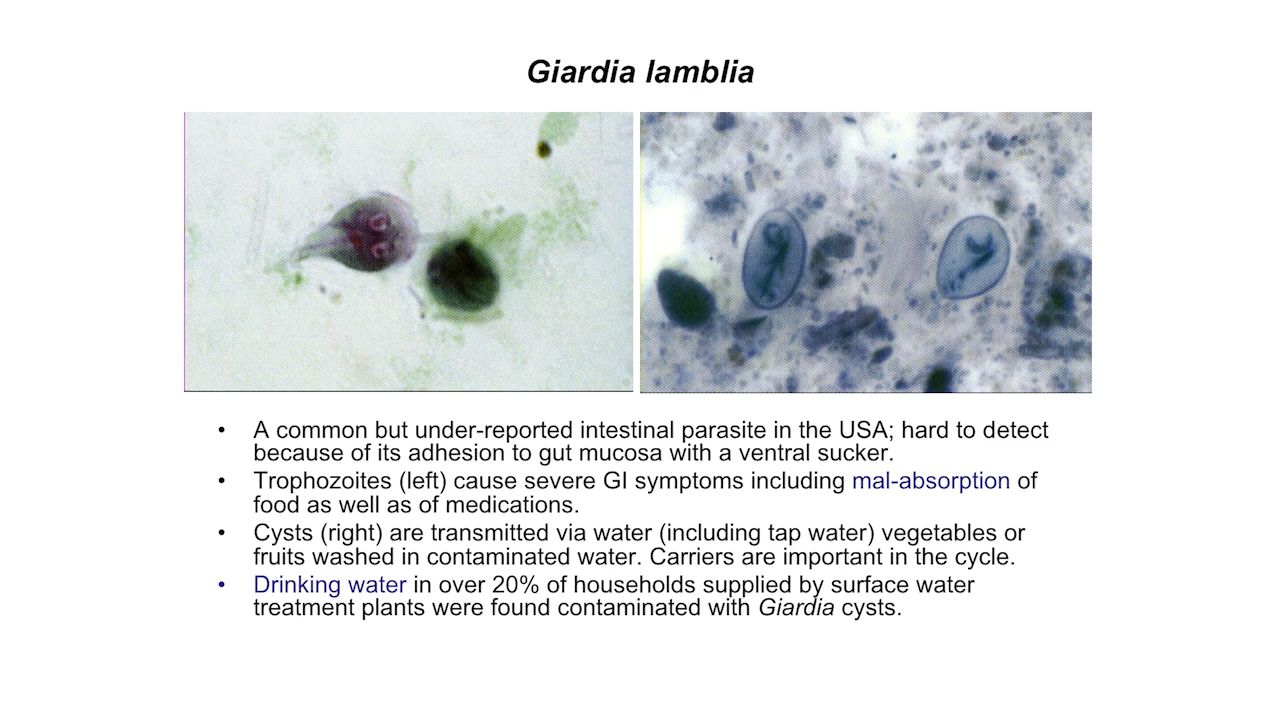 Giardia lamblia
• A common but under-reported intestinal parasite in the USA; hard to detect
because of its adhesion to gut mucosa with a ventral sucker.
• Trophozoites (left) cause severe GI symptoms including mal-absorption of
food as well as of medications.
• Cysts (right) are transmitted via water (including tap water) vegetables or
fruits washed in contaminated water. Carriers are important in the cycle.
• Drinking water in over 20% of households supplied by surface water
treatment plants were found contaminated with Giardia cysts.